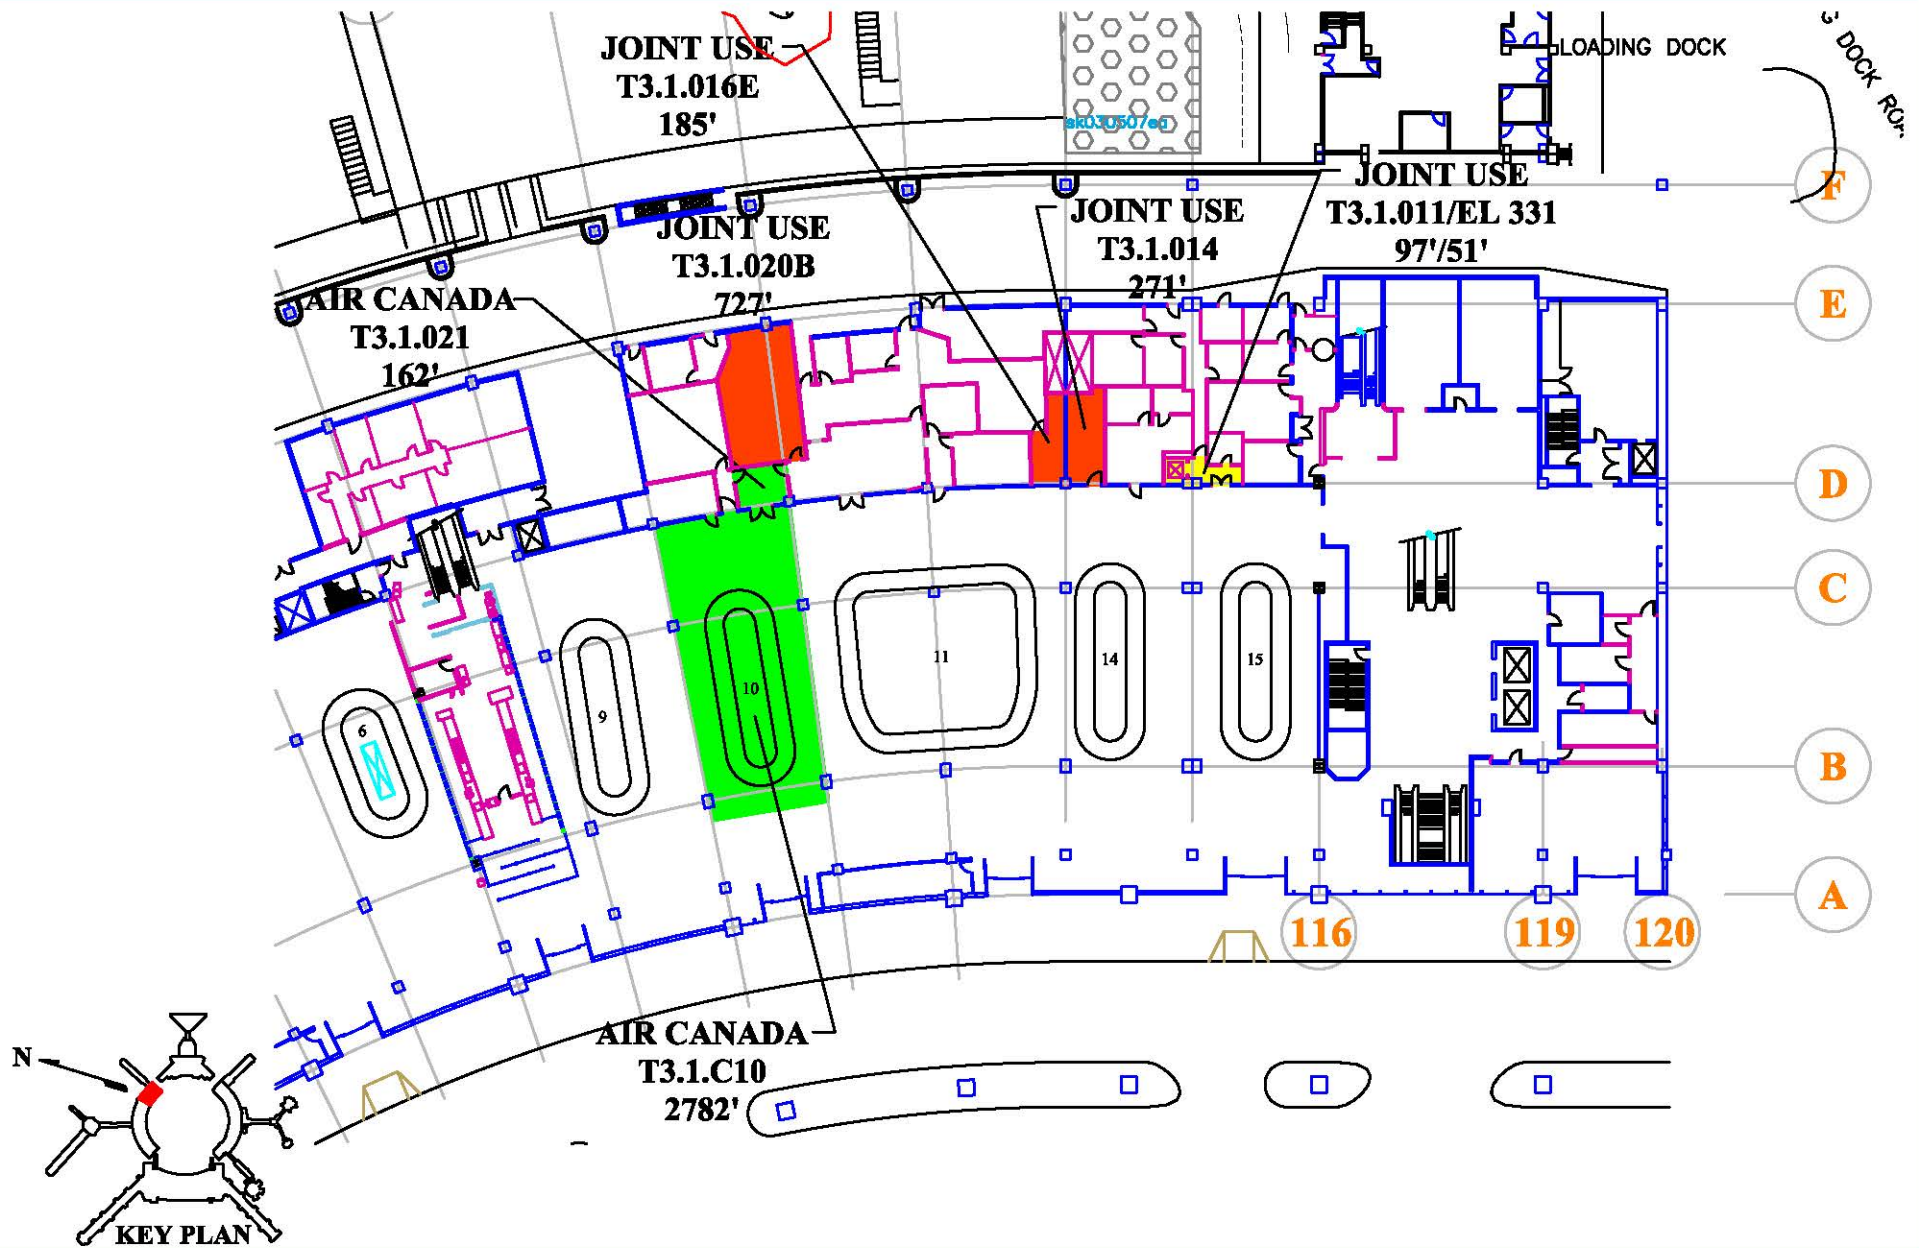 JOINT USE
T3.1.016E
185'
LOADING DOCK
G DOCK ROA
sk030507ea
JOINT USE
T3.1.011/EL 331
97'/51'
F
JOINT USE
T3.1.014
271'
JOINT USE
T3.1.020B
727'
AIR CANADA
T3.1.021
162'
E
D
C
B
A
6
9
10
11
14
15
116
119
120
AIR CANADA
T3.1.C10
2782'
N
KEY PLAN